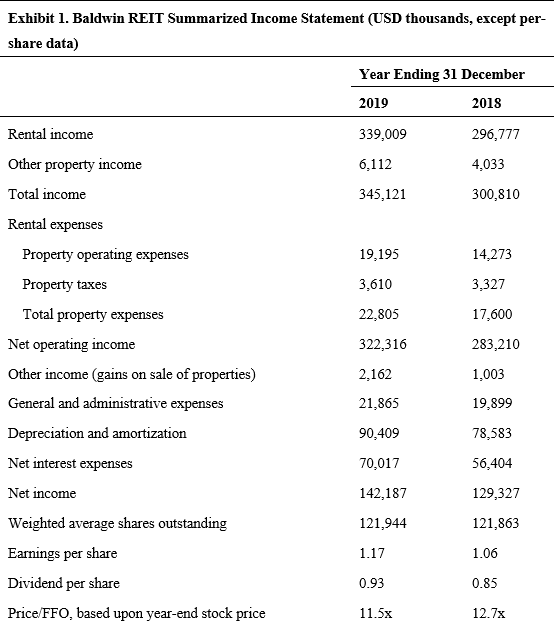 Exhibit 1. Baldwin REIT Summarized Income Statement (USD thousands, except per-
share data)
Year Ending 31 December
2019 2018
Rental income 339,009 296,777
Other property income 6,112 4,033
Total income 345,121 300,810
Rental expenses
Property operating expenses 19,195 14,273
Property taxes 3,610 3,327
Total property expenses 22,805 17,600
Net operating income 322,316 283,210
Other income (gains on sale of properties) 2,162 1,003
General and administrative expenses 21,865 19,899
Depreciation and amortization 90,409 78,583
Net interest expenses 70,017 56,404
Net income 142,187 129,327
Weighted average shares outstanding 121,944 121,863
Earnings per share 1.17 1.06
Dividend per share 0.93 0.85
Price/FFO, based upon year-end stock price 11.5x 12.7x